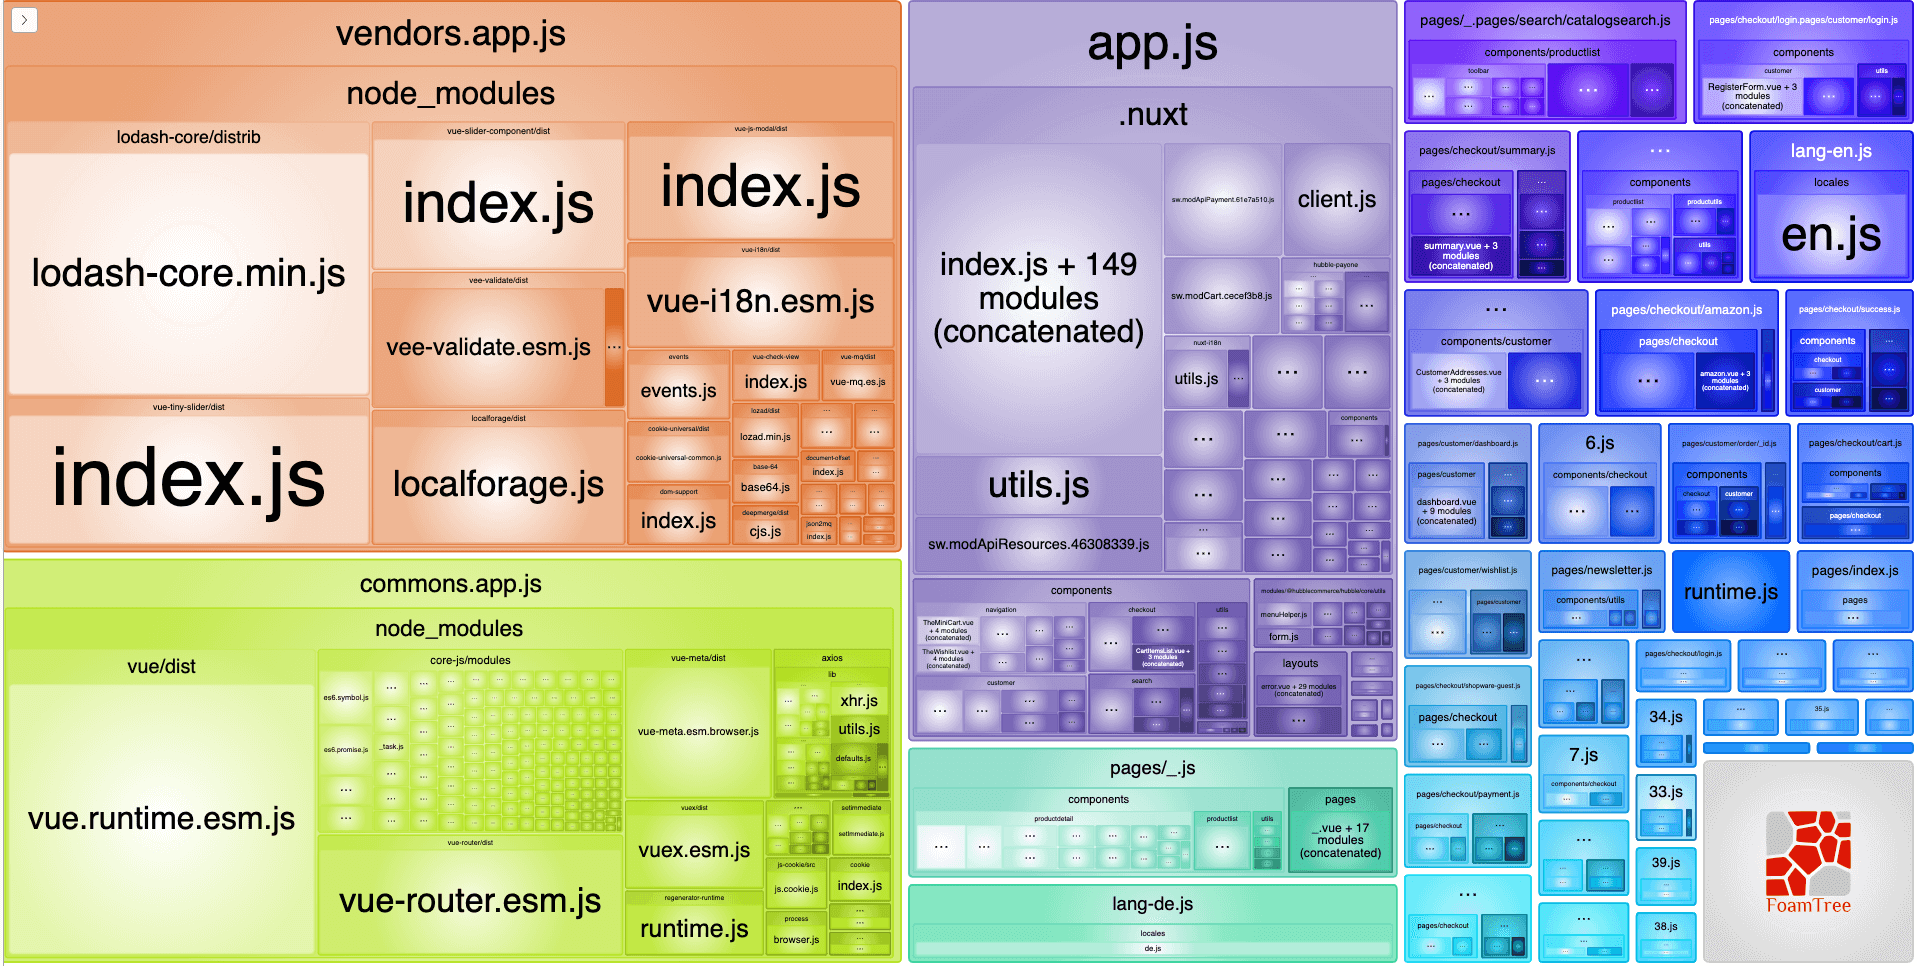 vendors.app.js
node_modules
lodash-core/distrib
lodash-core.min.js
vue-tiny-slider/dist
index.js
vue-slider-component/dist
index.js
vee-validate/dist
vee-validate.esm.js
...
localforage/dist
localforage.js
vue-js-modal/dist
index.js
vue-i18n/dist
vue-i18n.esm.js
events
events.js
cookie-universal/dist
cookie-universal-common.js
dom-support
index.js
vue-check-view
index.js
vue-mq/dist
vue-mq.es.js
lozad/dist
lozad.min.js
base-64
base64.js
document-offset
index.js
deepmerge/dist
cjs.js
json2mq
index.js
commons.app.js
node_modules
vue/dist
vue.runtime.esm.js
core-js/modules
es6.symbol.js
es6.promise.js
_task.js
vue-router/dist
vue-router.esm.js
vue-meta/dist
vue-meta.esm.browser.js
axios
lib
xhr.js
utils.js
defaults.js
vuex/dist
vuex.esm.js
regenerator-runtime
runtime.js
setimmediate
setImmediate.js
js-cookie/src
js.cookie.js
cookie
index.js
process
browser.js
app.js
.nuxt
index.js + 149
modules
(concatenated)
utils.js
sw.modApiResources.46308339.js
sw.modApiPayment.61e7a510.js
client.js
sw.modCart.cecef3b8.js
hubble-payone
nuxt-i18n
utils.js
components
components
navigation
TheMiniCart.vue
+ 4 modules
(concatenated)
TheWishlist.vue
+ 4 modules
(concatenated)
checkout
CartItemsList.vue +
3 modules
(concatenated)
utils
customer
search
modules/@hubblecommerce/hubble/core/utils
menuHelper.js
form.js
layouts
error.vue + 29 modules
(concatenated)
pages/_.js
components
productdetail
productlist
utils
pages
_.vue + 17
modules
(concatenated)
lang-de.js
locales
de.js
pages/_.pages/search/catalogsearch.js
components/productlist
toolbar
pages/checkout/login.pages/customer/login.js
components
customer
RegisterForm.vue + 3
modules
(concatenated)
utils
pages/checkout/summary.js
pages/checkout
summary.vue + 3
modules
(concatenated)
...
components
productlist
productutils
utils
lang-en.js
locales
en.js
...
components/customer
CustomerAddresses.vue
+ 3 modules
(concatenated)
pages/checkout/amazon.js
pages/checkout
amazon.vue + 3
modules
(concatenated)
pages/checkout/success.js
components
checkout
customer
pages/customer/dashboard.js
pages/customer
dashboard.vue
+ 9 modules
(concatenated)
6.js
components/checkout
pages/customer/order/_id.js
components
checkout
customer
pages/checkout/cart.js
components
pages/checkout
pages/customer/wishlist.js
pages/customer
pages/newsletter.js
components/utils
runtime.js
pages/index.js
pages
pages/checkout/login.js
pages/checkout/shopware-guest.js
pages/checkout
34.js
35.js
7.js
components/checkout
33.js
pages/checkout/payment.js
pages/checkout
39.js
...
pages/checkout
38.js
FoamTree